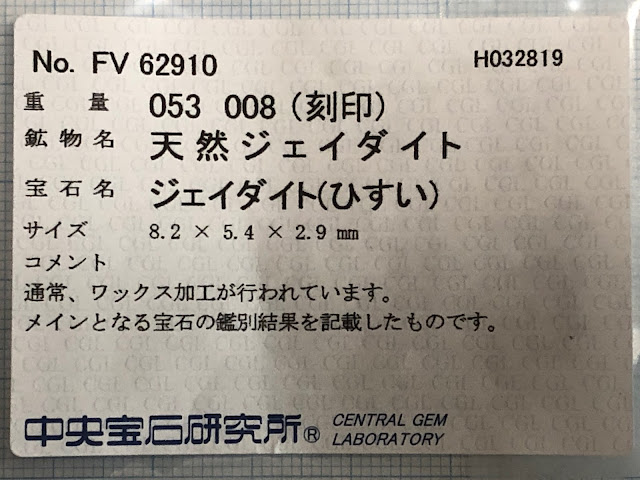 No. FV 62910 H032819
重量 053 008 (刻印)
鉱物名 天然ジェイダイト
宝石名 ジェイダイト(ひすい)
サイズ 8.2 × 5.4 × 2.9 mm
コメント
通常、ワックス加工が行われています。
メインとなる宝石の鑑別結果を記載したものです。
中央宝石研究所® CENTRAL GEM
LABORATORY